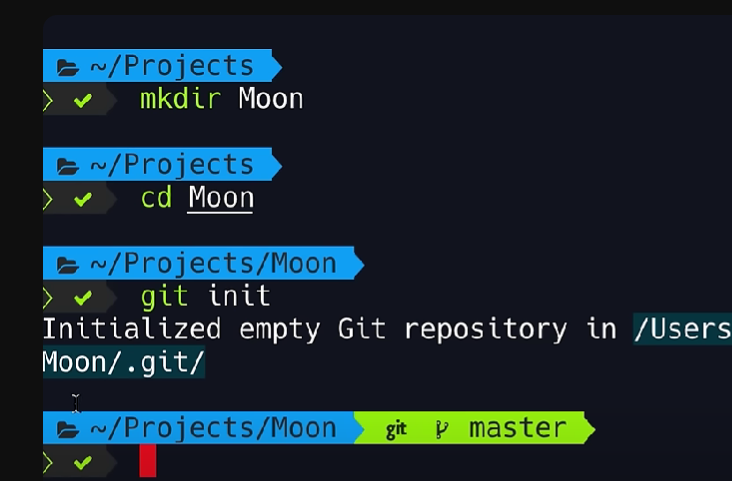 ~/Projects
mkdir Moon
~/Projects
cd Moon
~/Projects/Moon
git init
Initialized empty Git repository in /Users
Moon/.git/
~/Projects/Moon git master